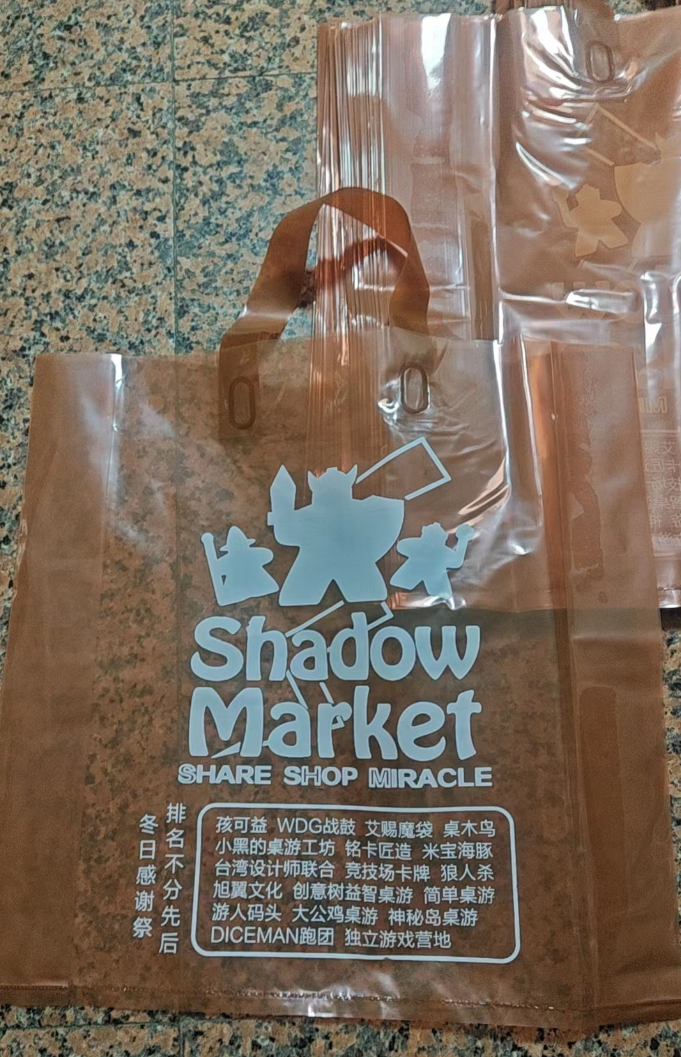 Shadow
Market
SHARE SHOP MIRACLE
排名不分先后
冬日感谢祭
孩可益 WDG战鼓 艾赐魔袋 桌木鸟
小黑的桌游工坊 铭卡匠造 米宝海豚
台湾设计师联合 竞技场卡牌 狼人杀
旭翼文化 创意树益智桌游 简单桌游
游人码头 大公鸡桌游 神秘岛桌游
DICEMAN跑团 独立游戏营地